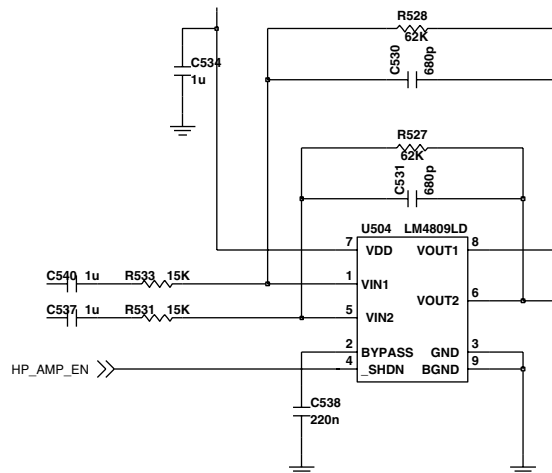 R528
62K
C530
680p
C534
1u
R527
62K
C531
680p
U504 LM4809LD
7 VDD VOUT1 8
C540 1u R533 15K
1 VIN1
VOUT2 6
C537 1u R531 15K
5 VIN2
2 BYPASS GND 3
HP_AMP_EN 4 _SHDN BGND 9
C538
220n